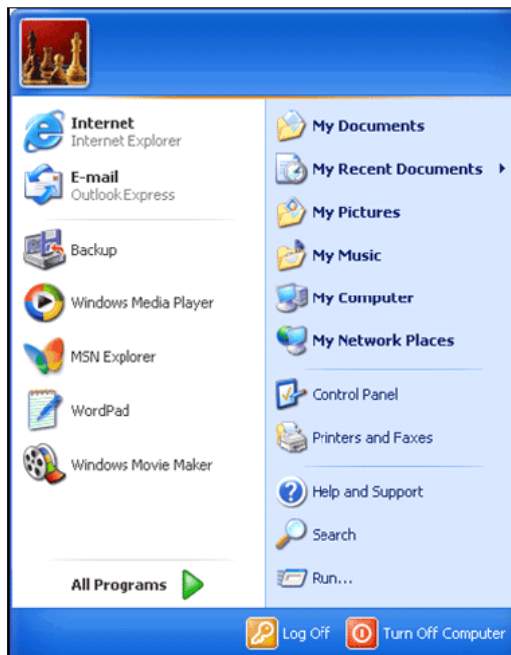 Internet
Internet Explorer
E-mail
Outlook Express
Backup
Windows Media Player
MSN Explorer
WordPad
Windows Movie Maker
All Programs
My Documents
My Recent Documents
My Pictures
My Music
My Computer
My Network Places
Control Panel
Printers and Faxes
Help and Support
Search
Run...
Log Off
Turn Off Computer